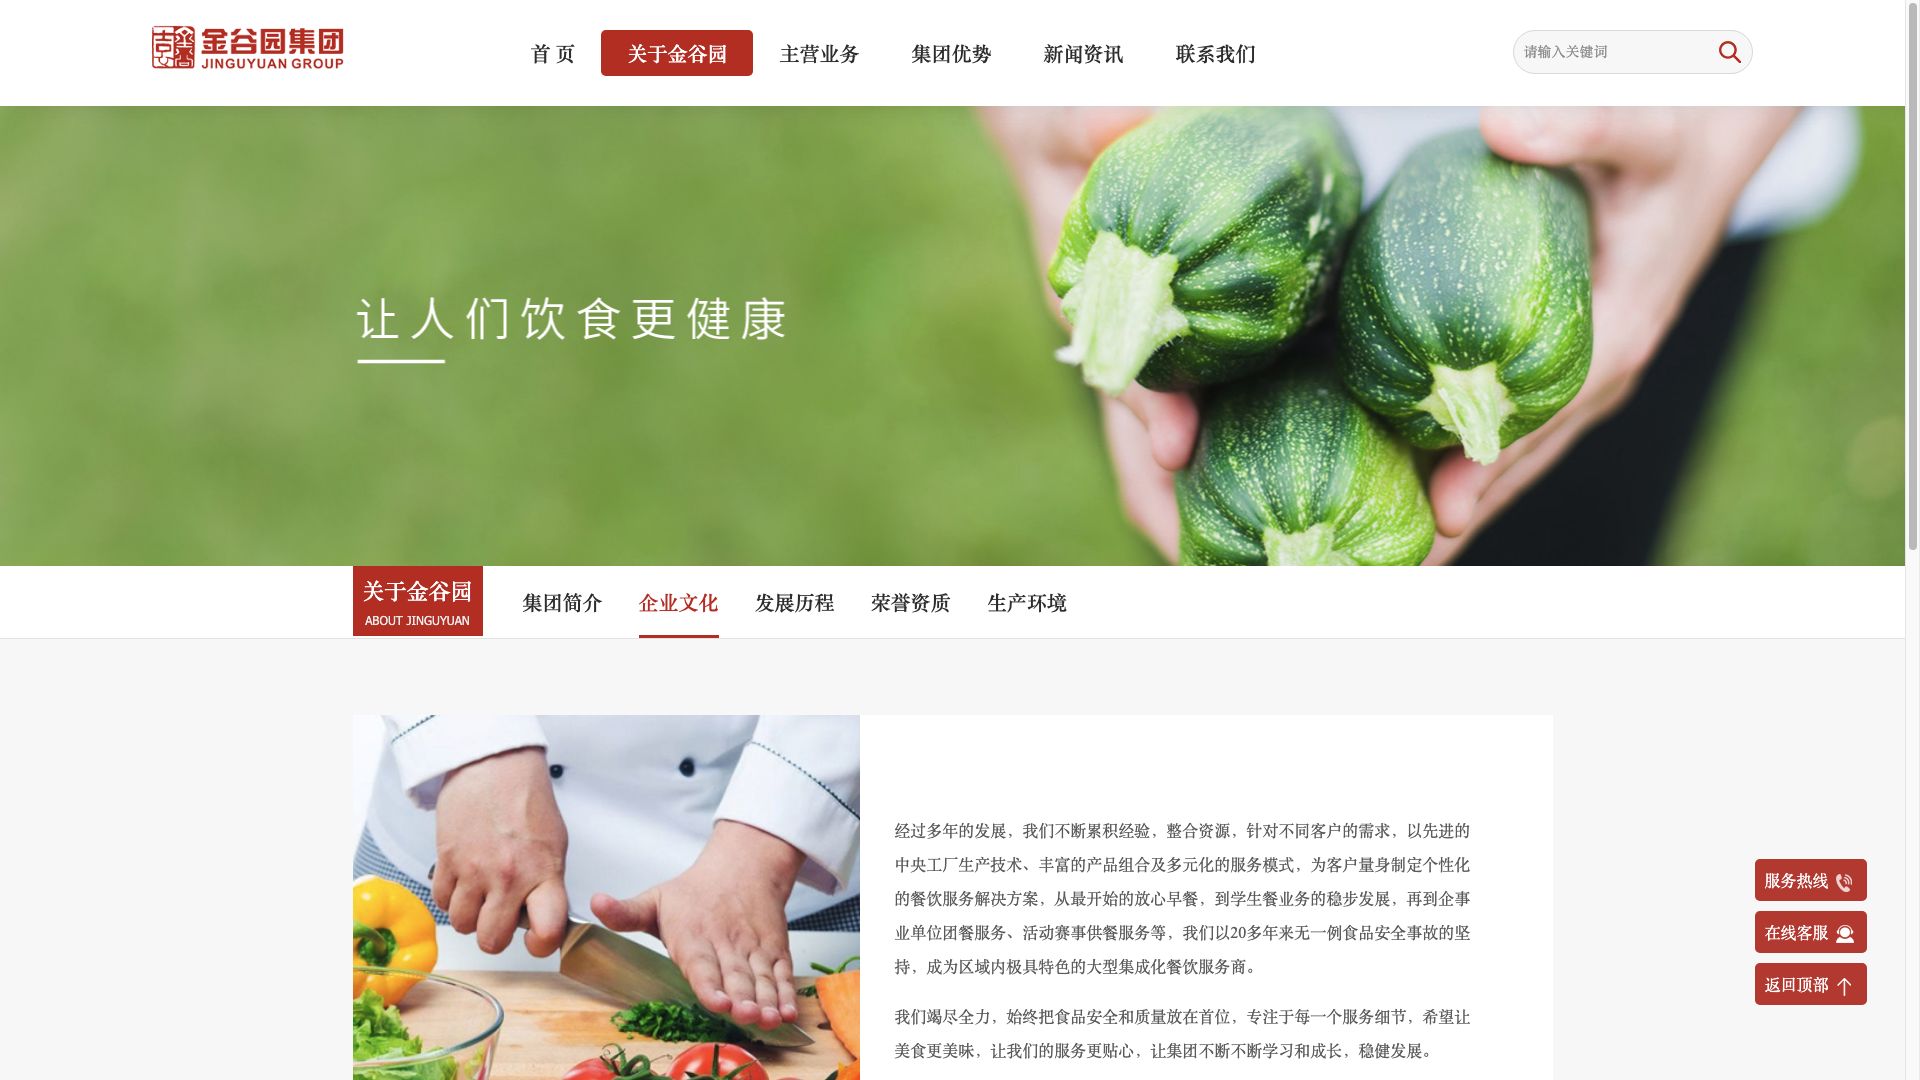 金谷园集团
JINGUYUAN GROUP
首 页
关于金谷园
主营业务
集团优势
新闻资讯
联系我们
请输入关键词
让人们饮食更健康
关于金谷园
ABOUT JINGUYUAN
集团简介
企业文化
发展历程
荣誉资质
生产环境
经过多年的发展，我们不断累积经验，整合资源，针对不同客户的需求，以先进的
中央工厂生产技术、丰富的产品组合及多元化的服务模式，为客户量身制定个性化
的餐饮服务解决方案，从最开始的放心早餐，到学生餐业务的稳步发展，再到企事
业单位团餐服务、活动赛事供餐服务等，我们以20多年来无一例食品安全事故的坚
持，成为区域内极具特色的大型集成化餐饮服务商。
我们竭尽全力，始终把食品安全和质量放在首位，专注于每一个服务细节，希望让
美食更美味，让我们的服务更贴心，让集团不断不断学习和成长，稳健发展。
服务热线
在线客服
返回顶部